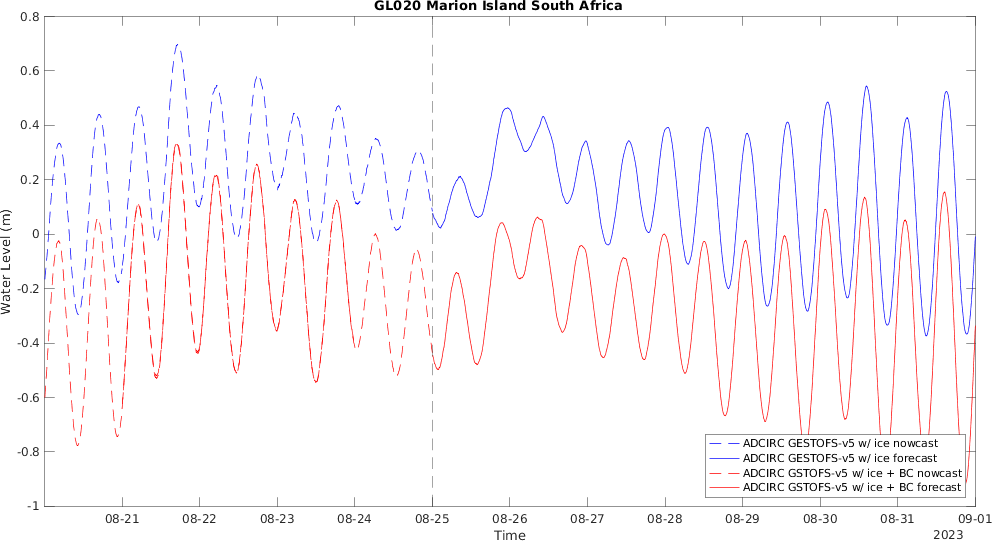 GL020 Marion Island South Africa
Water Level (m)
0.8
0.6
0.4
0.2
0
-0.2
-0.4
-0.6
-0.8
-1
ADCIRC GESTOFS-v5 w/ ice nowcast
ADCIRC GESTOFS-v5 w/ ice forecast
ADCIRC GSTOFS-v5 w/ ice + BC nowcast
ADCIRC GSTOFS-v5 w/ ice + BC forecast
08-21 08-22 08-23 08-24 08-25 08-26 08-27 08-28 08-29 08-30 08-31 09-01
Time
2023